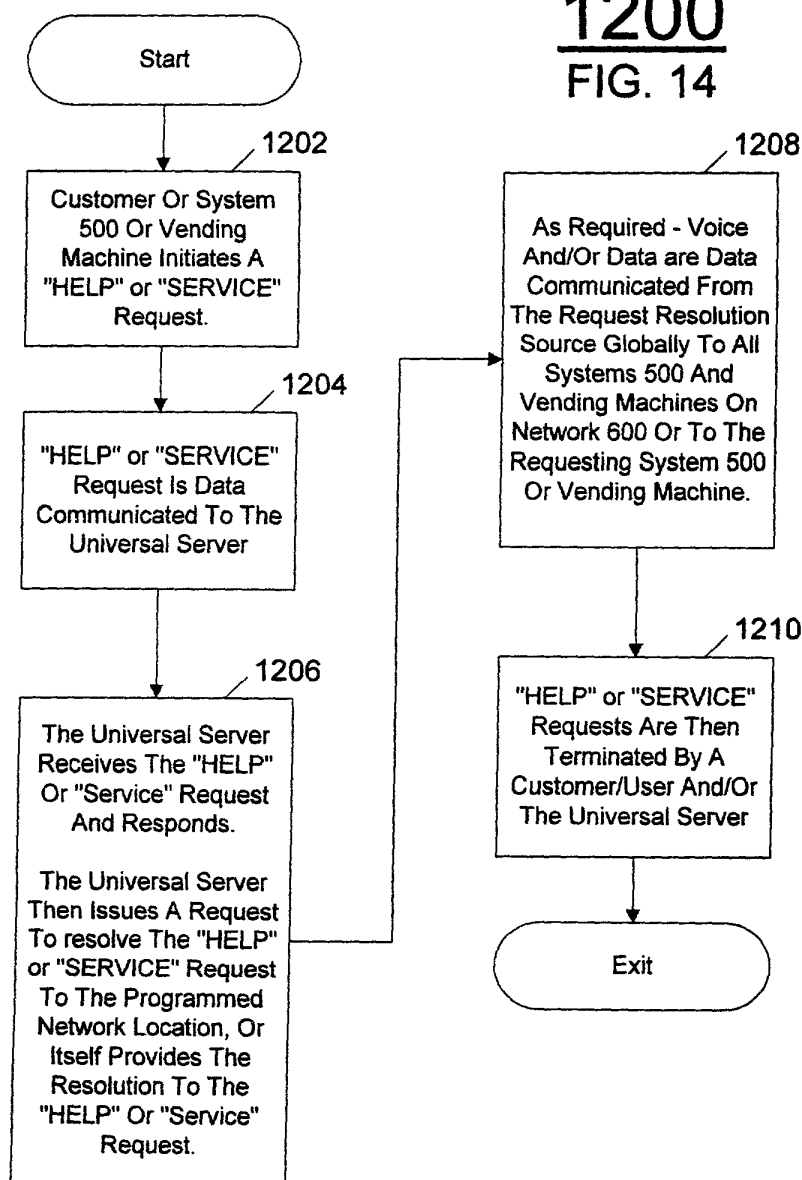 1200
FIG. 14
Start
1202
Customer Or System
500 Or Vending
Machine Initiates A
"HELP" or "SERVICE"
Request.
1204
"HELP" or "SERVICE"
Request Is Data
Communicated To The
Universal Server
1206
The Universal Server
Receives The "HELP"
Or "Service" Request
And Responds.
The Universal Server
Then Issues A Request
To resolve The "HELP"
or "SERVICE" Request
To The Programmed
Network Location, Or
Itself Provides The
Resolution To The
"HELP" Or "Service"
Request.
1208
As Required - Voice
And/Or Data are Data
Communicated From
The Request Resolution
Source Globally To All
Systems 500 And
Vending Machines On
Network 600 Or To The
Requesting System 500
Or Vending Machine.
1210
"HELP" or "SERVICE"
Requests Are Then
Terminated By A
Customer/User And/Or
The Universal Server
Exit